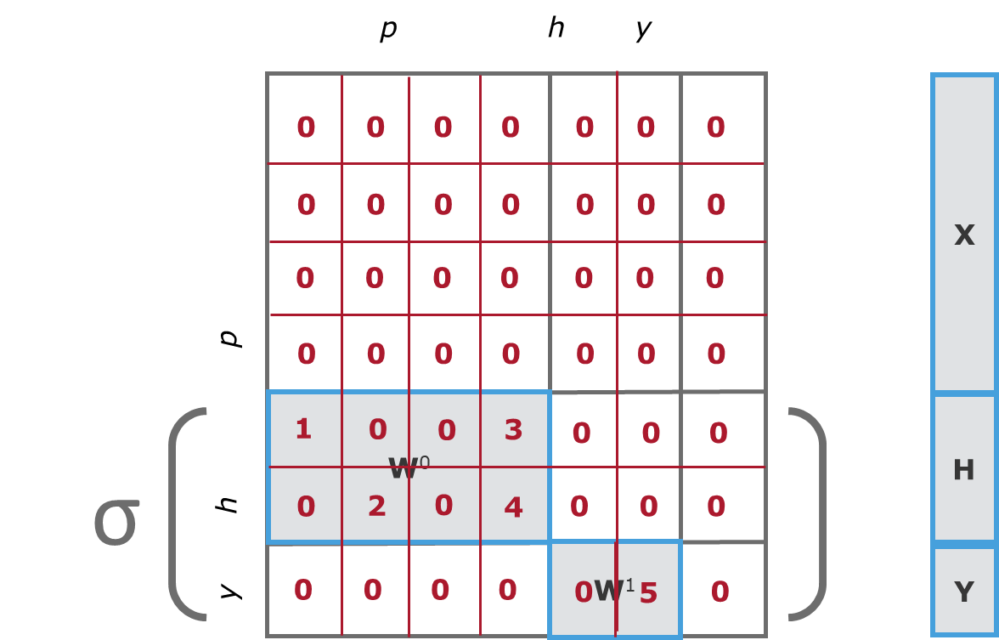 p h y
0 0 0 0 0 0 0
0 0 0 0 0 0 0
0 0 0 0 0 0 0
X
p
0 0 0 0 0 0 0
1 0 0 3 0 0 0
W⁰
H
σ
h
0 2 0 4 0 0 0
y
0 0 0 0 0 W¹ 5 0
Y